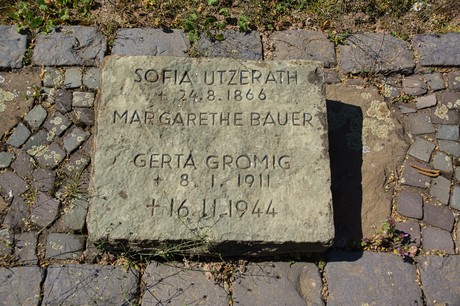 SOFIA UTZERATH
+ 24.8.1866
MARGARETHE BAUER
GERTA GROMIG
+ 8.1.1911
+ 16.11.1944